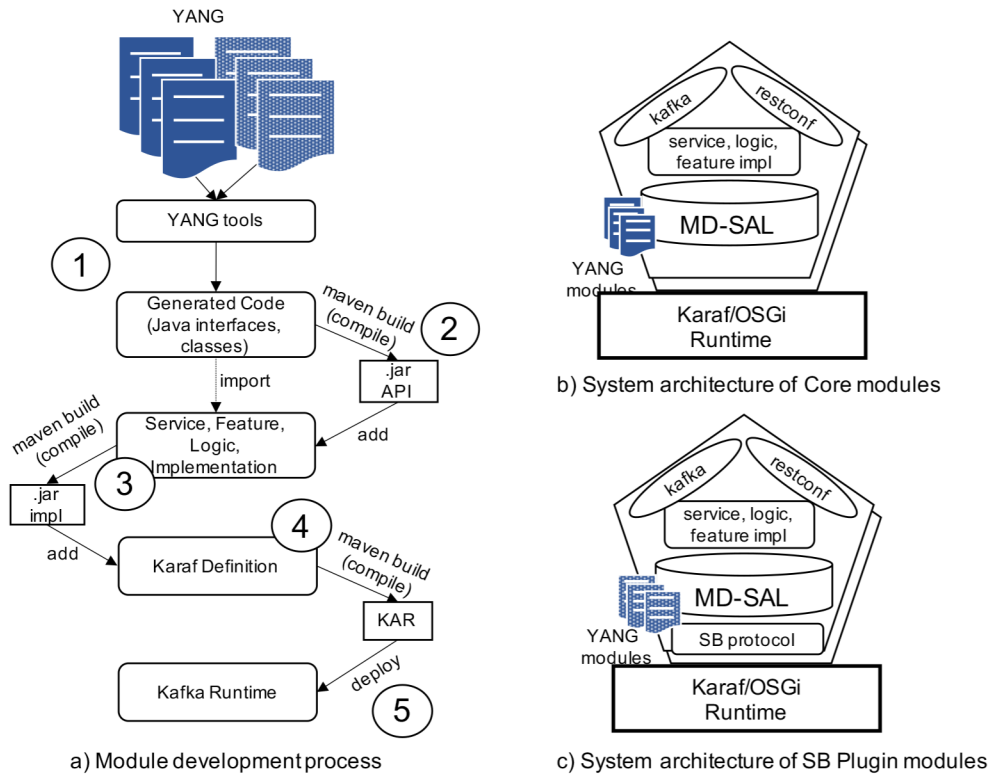 YANG
YANG tools
1
Generated Code
(Java interfaces,
classes)
maven build
(compile)
2
.jar
API
import
add
Service, Feature,
Logic,
Implementation
maven build
(compile)
3
.jar
impl
add
4
Karaf Definition
maven build
(compile)
KAR
deploy
Kafka Runtime
5
a) Module development process
kafka
restconf
service, logic,
feature impl
MD-SAL
YANG
modules
Karaf/OSGi
Runtime
b) System architecture of Core modules
kafka
restconf
service, logic,
feature impl
MD-SAL
SB protocol
YANG
modules
Karaf/OSGi
Runtime
c) System architecture of SB Plugin modules